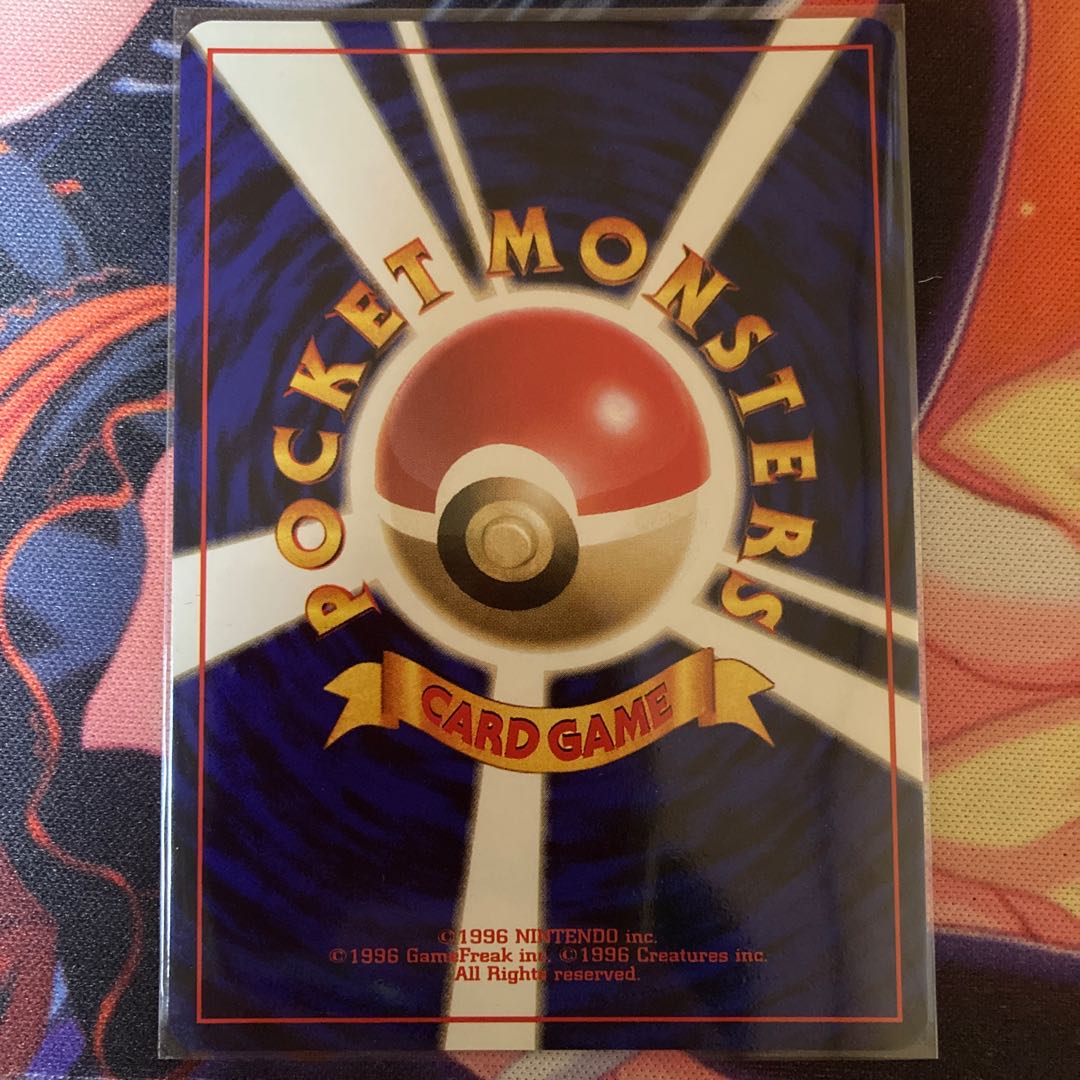 POCKET MONSTERS
CARD GAME
©1996 NINTENDO inc.
©1996 GameFreak inc. ©1996 Creatures inc.
All Rights reserved.